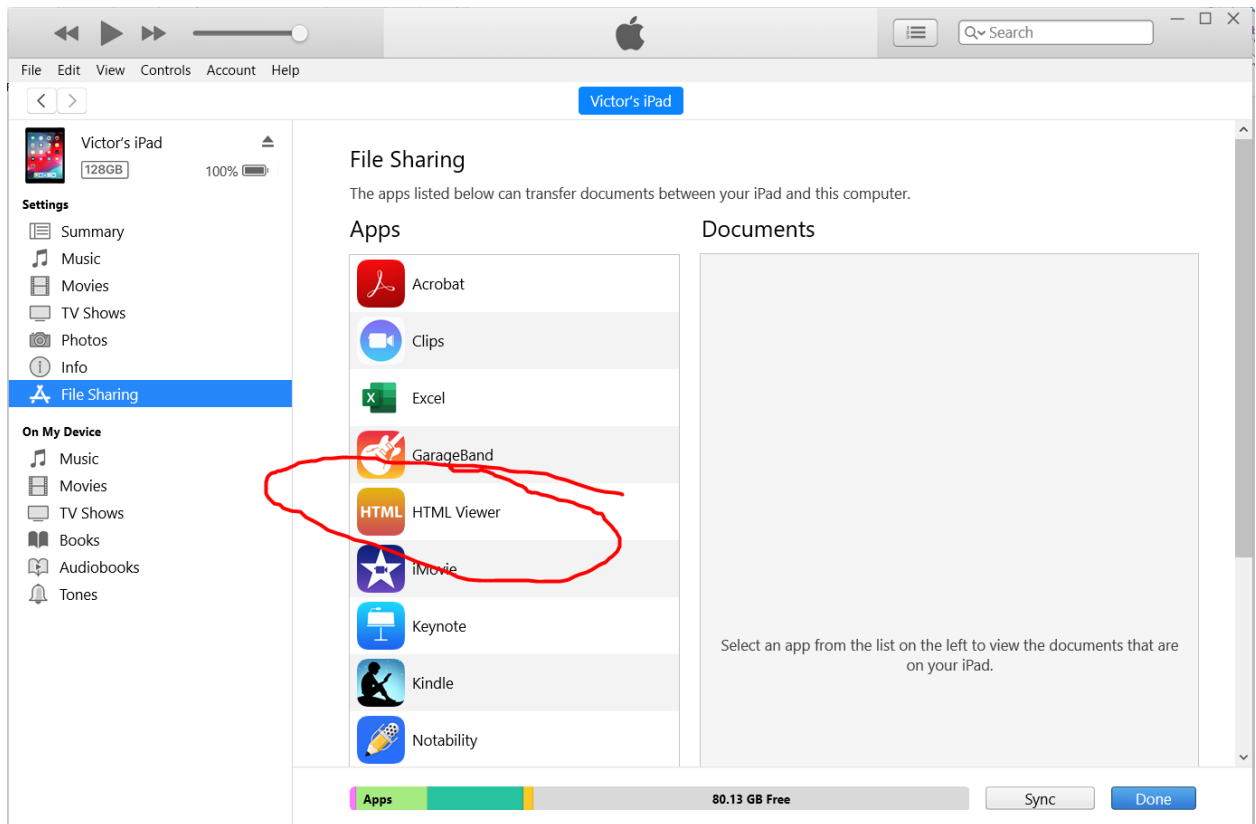 Search
File Edit View Controls Account Help
Victor's iPad
Victor's iPad
128GB
100%
Settings
Summary
Music
Movies
TV Shows
Photos
Info
File Sharing
On My Device
Music
Movies
TV Shows
Books
Audiobooks
Tones
File Sharing
The apps listed below can transfer documents between your iPad and this computer.
Apps
Acrobat
Clips
X
Excel
GarageBand
HTML
HTML Viewer
iMovie
Keynote
Kindle
Notability
Documents
Select an app from the list on the left to view the documents that are
on your iPad.
Apps
80.13 GB Free
Sync
Done